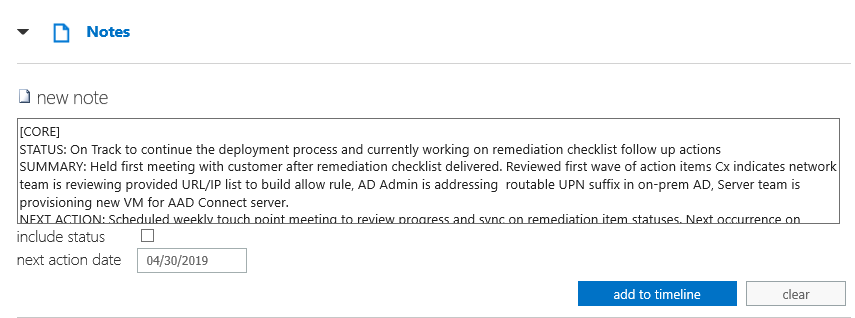 Notes
new note
[CORE]
STATUS: On Track to continue the deployment process and currently working on remediation checklist follow up actions
SUMMARY: Held first meeting with customer after remediation checklist delivered. Reviewed first wave of action items Cx indicates network
team is reviewing provided URL/IP list to build allow rule, AD Admin is addressing  routable UPN suffix in on-prem AD, Server team is
provisioning new VM for AAD Connect server.
NEXT ACTION: Scheduled weekly touch point meeting to review progress and sync on remediation item statuses. Next occurrence on
include status
next action date 04/30/2019
add to timeline clear